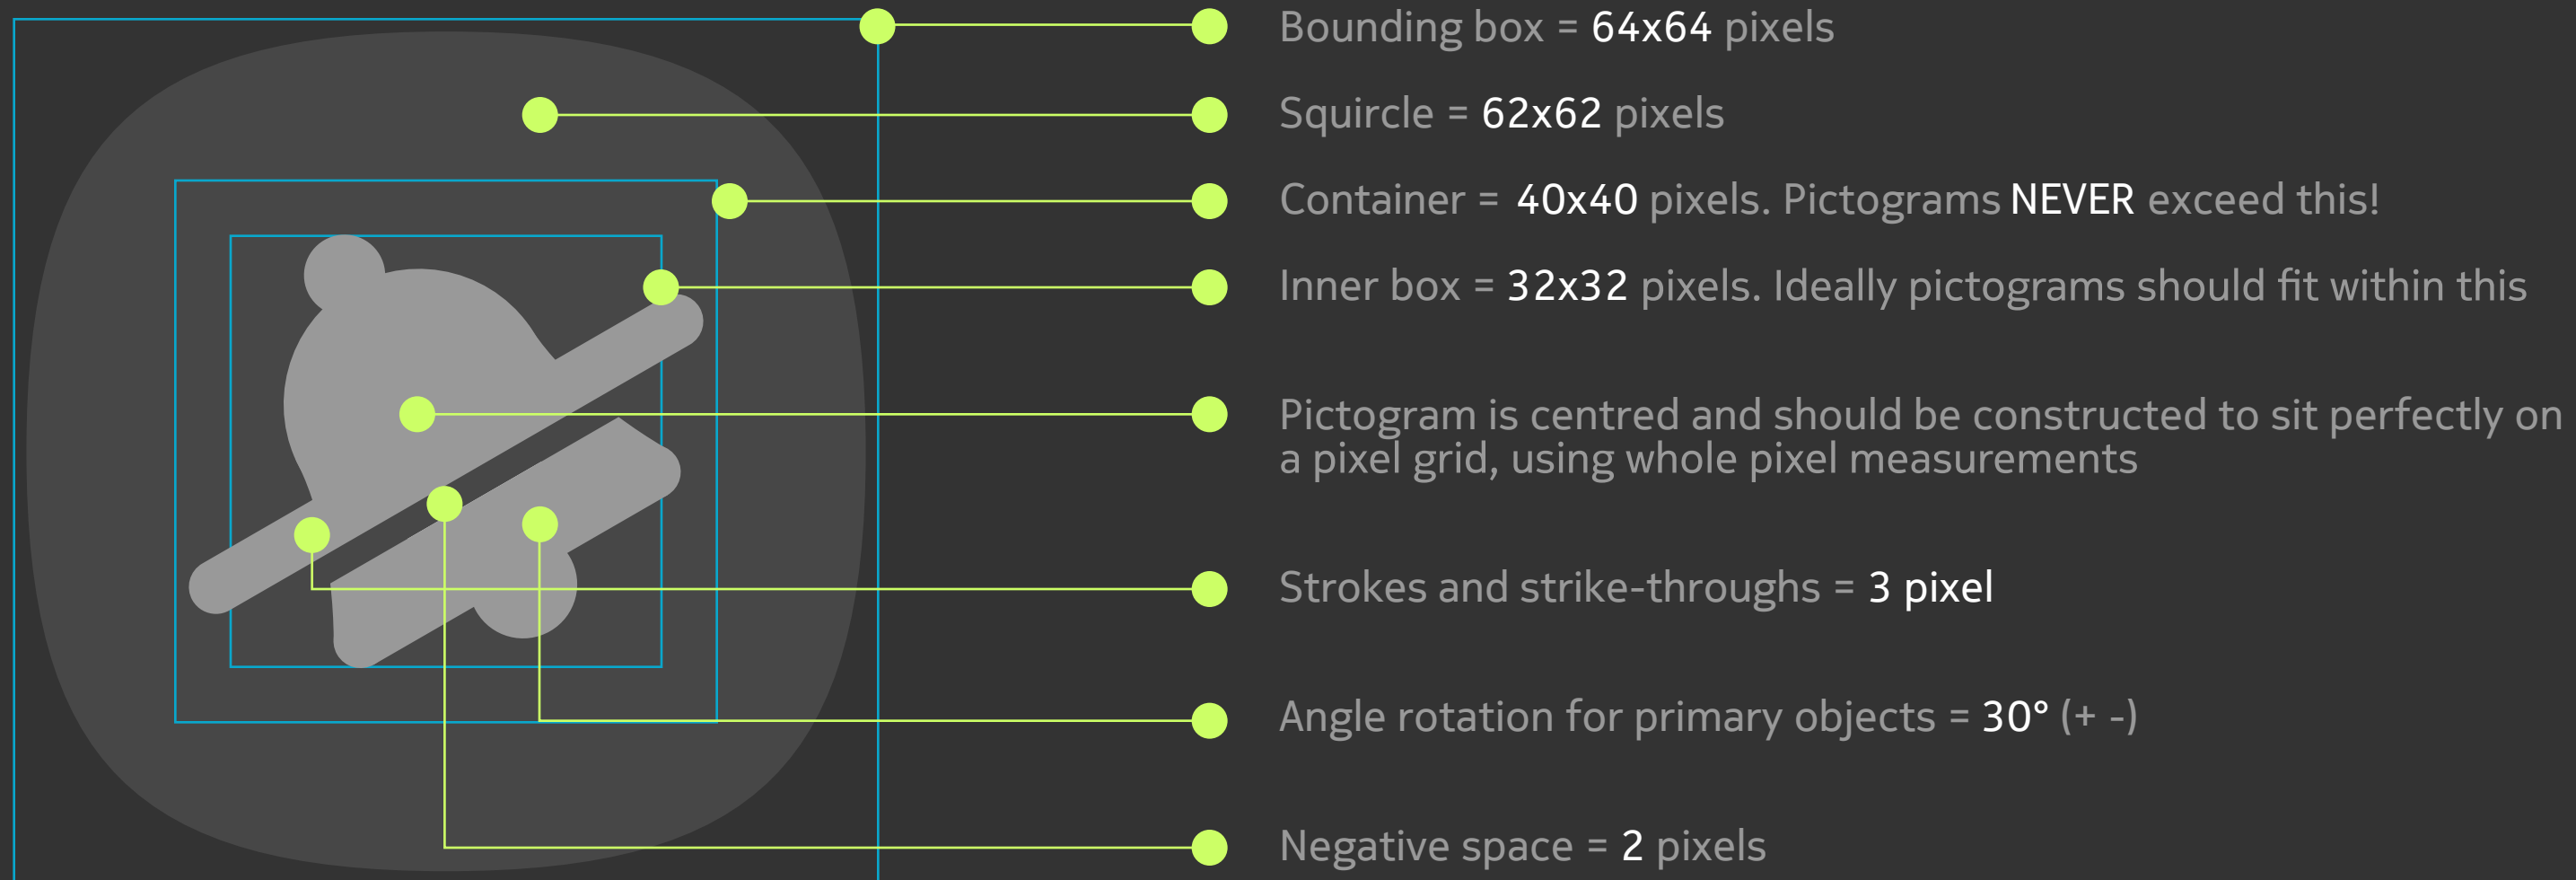 Bounding box = 64x64 pixels
Squircle = 62x62 pixels
Container = 40x40 pixels. Pictograms NEVER exceed this!
Inner box = 32x32 pixels. Ideally pictograms should fit within this
Pictogram is centred and should be constructed to sit perfectly on
a pixel grid, using whole pixel measurements
Strokes and strike-throughs = 3 pixel
Angle rotation for primary objects = 30° (+ -)
Negative space = 2 pixels